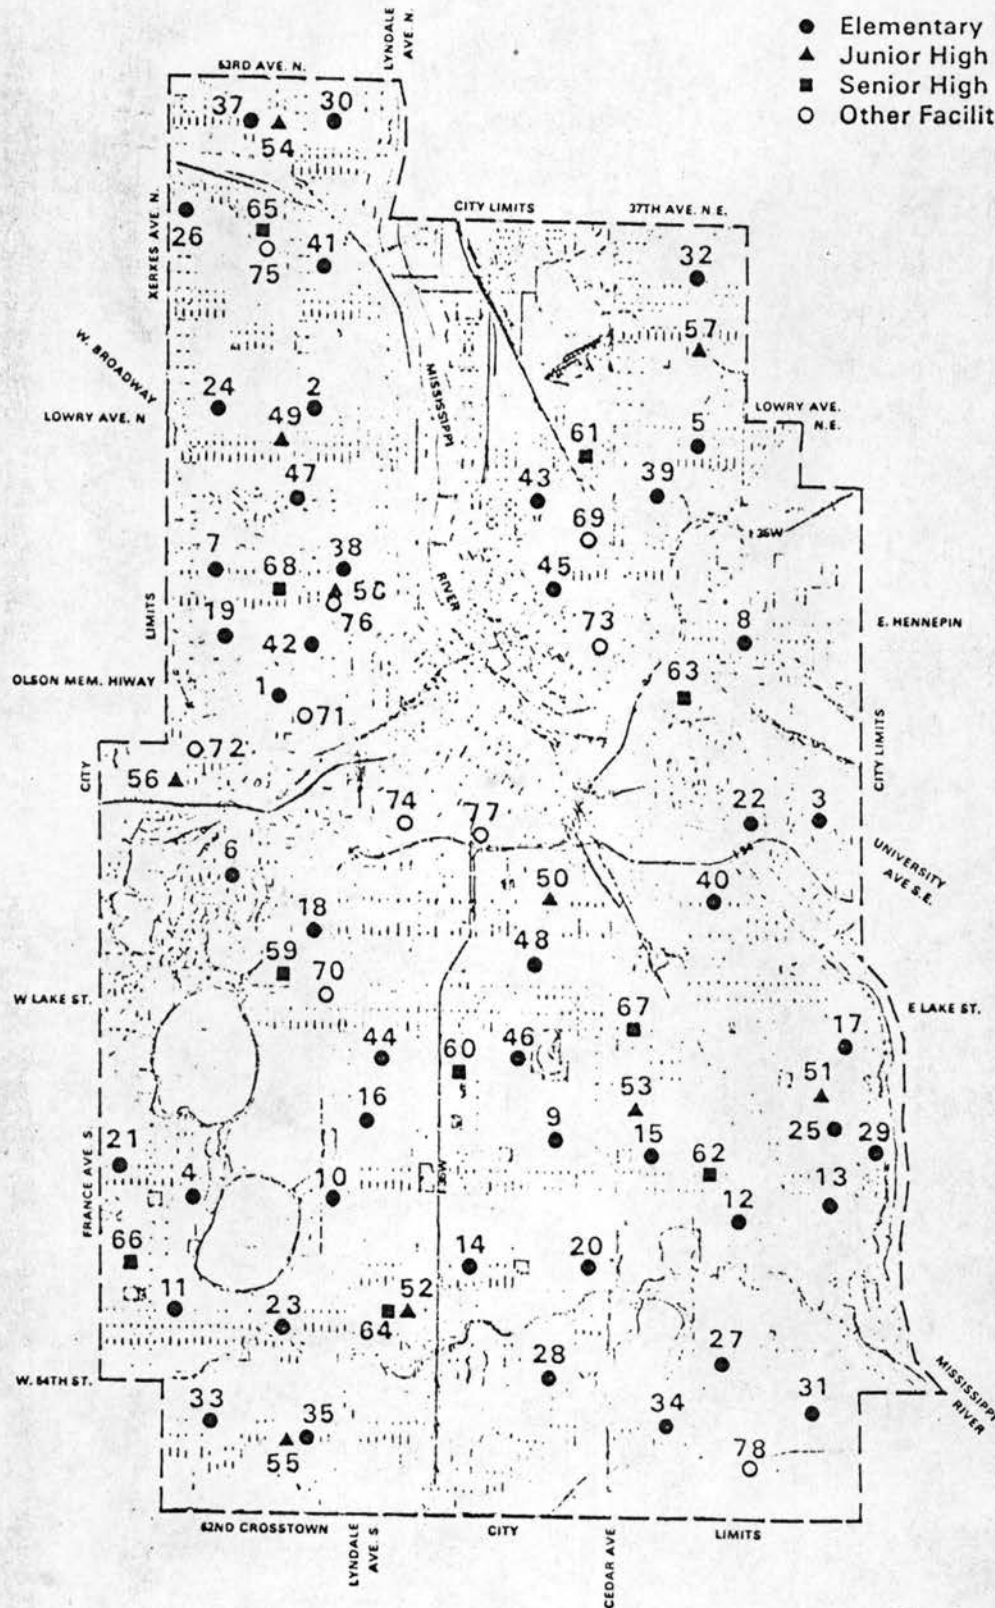 ● Elementary
▲ Junior High
■ Senior High
○ Other Facilit
LYNDALE
AVE. N.
53RD AVE. N.
37
30
54
XERXES AVE. N.
26
65
75
41
CITY LIMITS
37TH AVE. N.E.
32
57
W. BROADWAY
LOWRY AVE. N
24
2
49
MISSISSIPPI
LOWRY AVE.
N.E.
5
61
47
43
39
69
I 35W
7
68
38
58
76
RIVER
45
LIMITS
19
42
73
8
E. HENNEPIN
63
OLSON MEM. HIWAY
1
71
72
CITY
56
74
77
22
3
CITY LIMITS
I 94
UNIVERSITY
AVE S.E.
6
50
40
18
48
59
70
W LAKE ST.
E LAKE ST.
67
17
44
60
46
51
53
16
9
15
25
29
FRANCE AVE S.
21
4
10
I 35W
62
13
12
66
14
20
11
23
64
52
27
28
W. 54TH ST.
MISSISSIPPI
RIVER
33
35
34
31
55
78
62ND CROSSTOWN
LYNDALE
AVE. S
CITY
CEDAR AVE
LIMITS